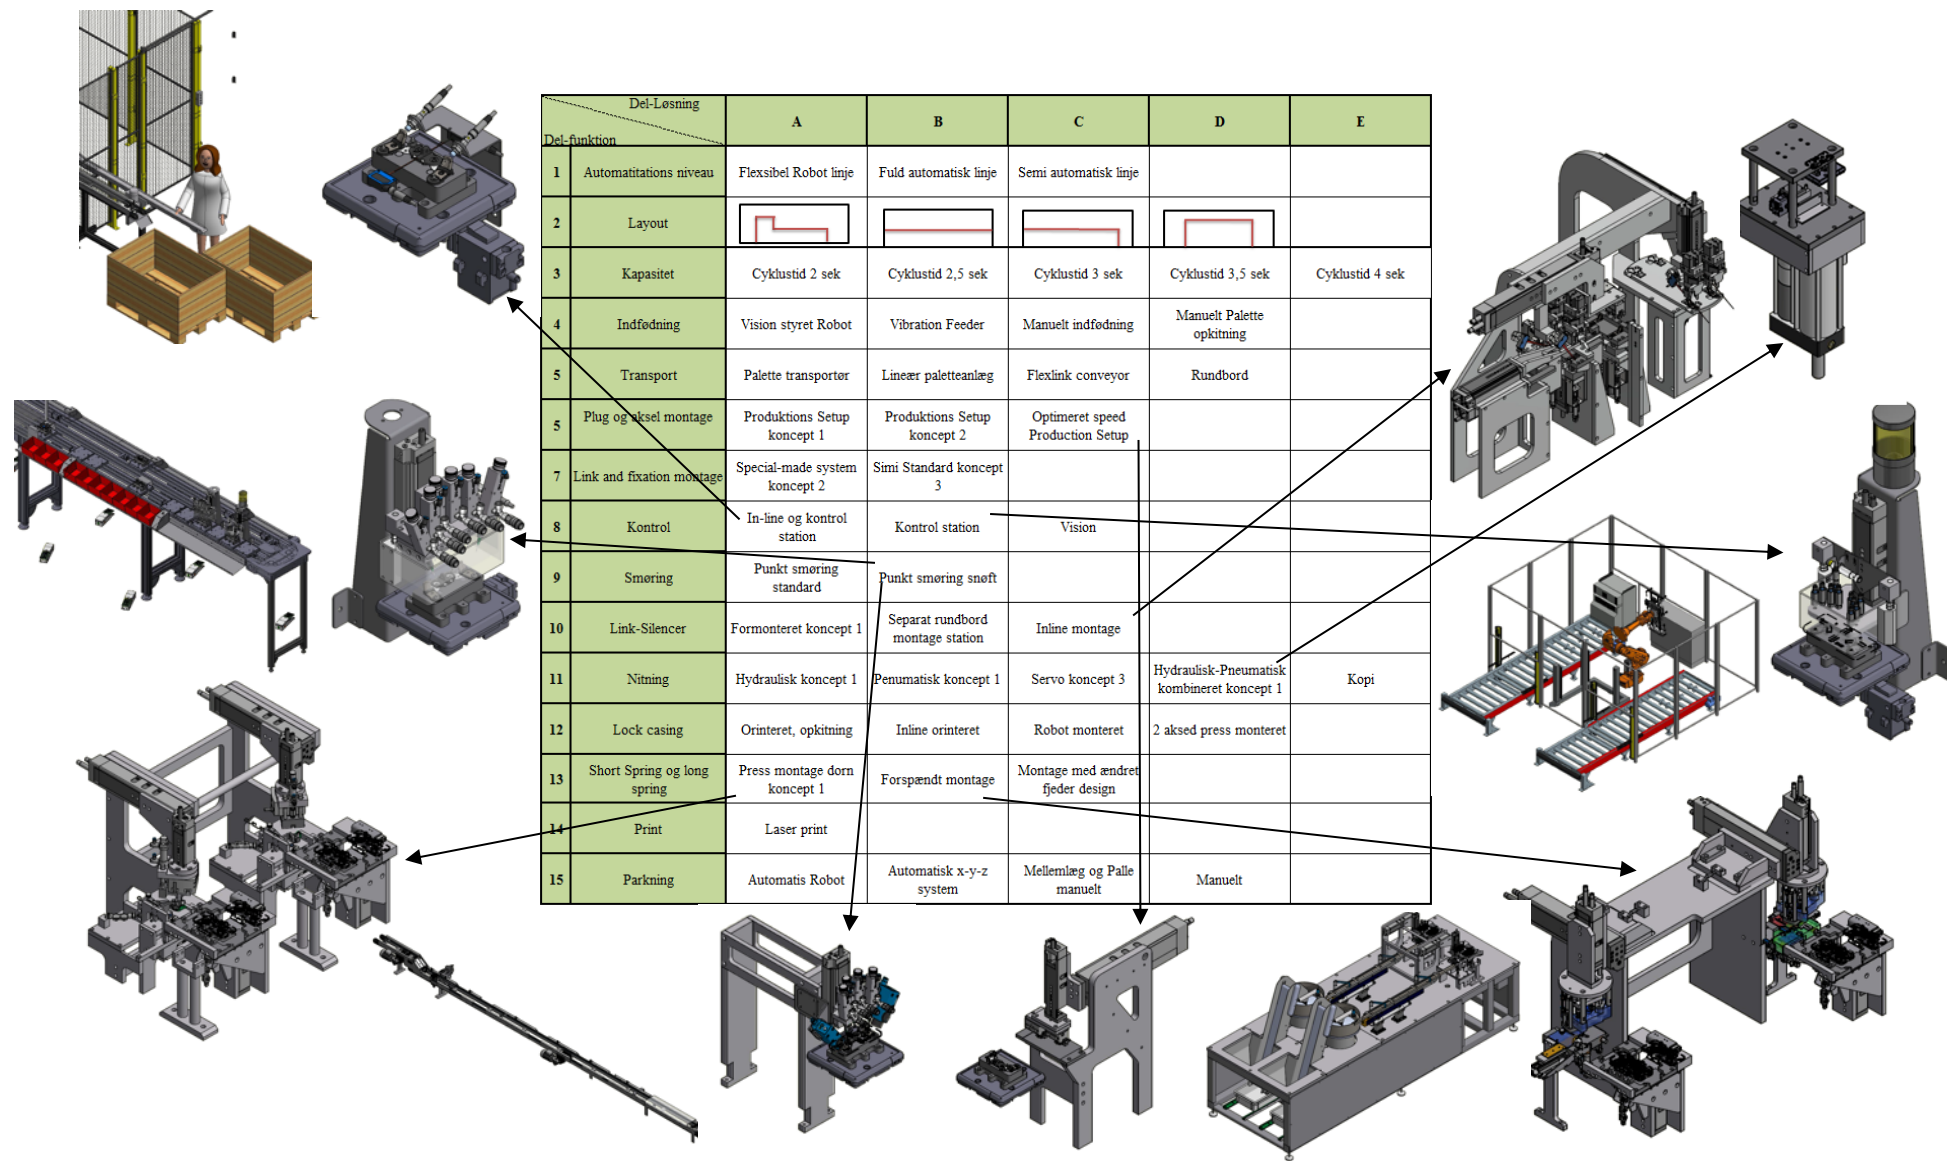 Del-Løsning
Del-funktion
A B C D E
1 Automatitations niveau Flexsibel Robot linje Fuld automatisk linje Semi automatisk linje
2 Layout
3 Kapasitet Cyklustid 2 sek Cyklustid 2,5 sek Cyklustid 3 sek Cyklustid 3,5 sek Cyklustid 4 sek
4 Indfødning Vision styret Robot Vibration Feeder Manuelt indfødning Manuelt Palette
opkitning
5 Transport Palette transportør Lineær paletteanlæg Flexlink conveyor Rundbord
5 Plug og aksel montage Produktions Setup
koncept 1
Produktions Setup
koncept 2
Optimeret speed
Production Setup
7 Link and fixation montage Special-made system
koncept 2
Simi Standard koncept
3
8 Kontrol In-line og kontrol
station
Kontrol station Vision
9 Smøring Punkt smøring
standard
Punkt smøring snøft
10 Link-Silencer Formonteret koncept 1 Separat rundbord
montage station
Inline montage
11 Nitning Hydraulisk koncept 1 Penumatisk koncept 1 Servo koncept 3 Hydraulisk-Pneumatisk
kombineret koncept 1
Kopi
12 Lock casing Orinteret, opkitning Inline orinteret Robot monteret 2 aksed press monteret
13 Short Spring og long
spring
Press montage dorn
koncept 1
Forspændt montage Montage med ændret
fjeder design
14 Print Laser print
15 Parkning Automatis Robot Automatisk x-y-z
system
Mellemlæg og Palle
manuelt
Manuelt